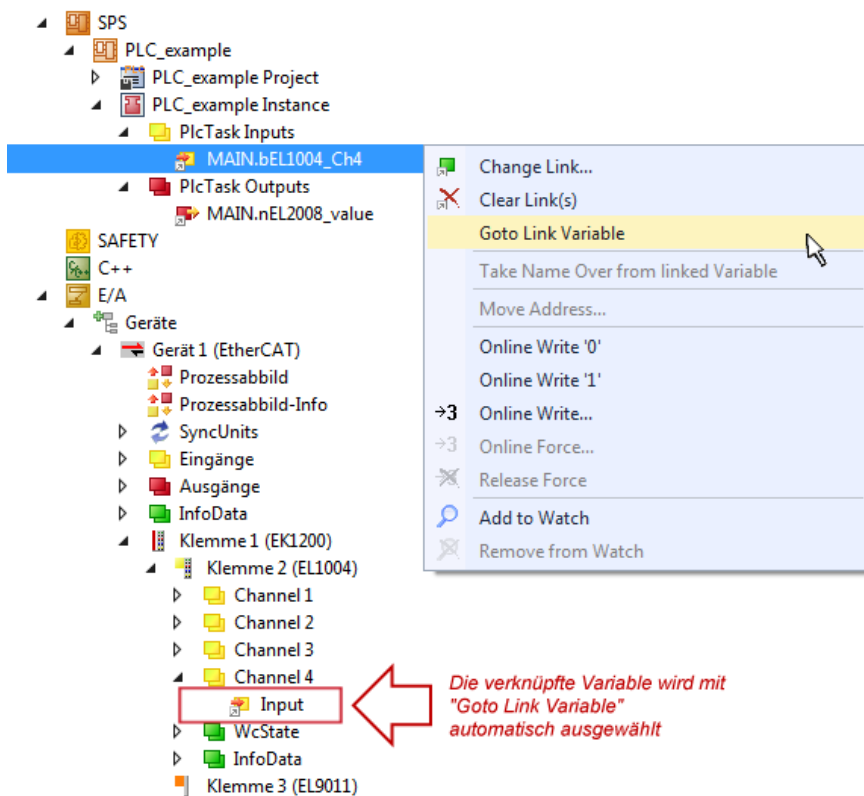 SPS
PLC_example
PLC_example Project
PLC_example Instance
PlcTask Inputs
MAIN.bEL1004_Ch4
PlcTask Outputs
MAIN.nEL2008_value
SAFETY
C++
E/A
Geräte
Gerät 1 (EtherCAT)
Prozessabbild
Prozessabbild-Info
SyncUnits
Eingänge
Ausgänge
InfoData
Klemme 1 (EK1200)
Klemme 2 (EL1004)
Channel 1
Channel 2
Channel 3
Channel 4
Input
WcState
InfoData
Klemme 3 (EL9011)
Change Link...
Clear Link(s)
Goto Link Variable
Take Name Over from linked Variable
Move Address...
Online Write '0'
Online Write '1'
→3 Online Write...
→3 Online Force...
Release Force
Add to Watch
Remove from Watch
Die verknüpfte Variable wird mit
"Goto Link Variable"
automatisch ausgewählt